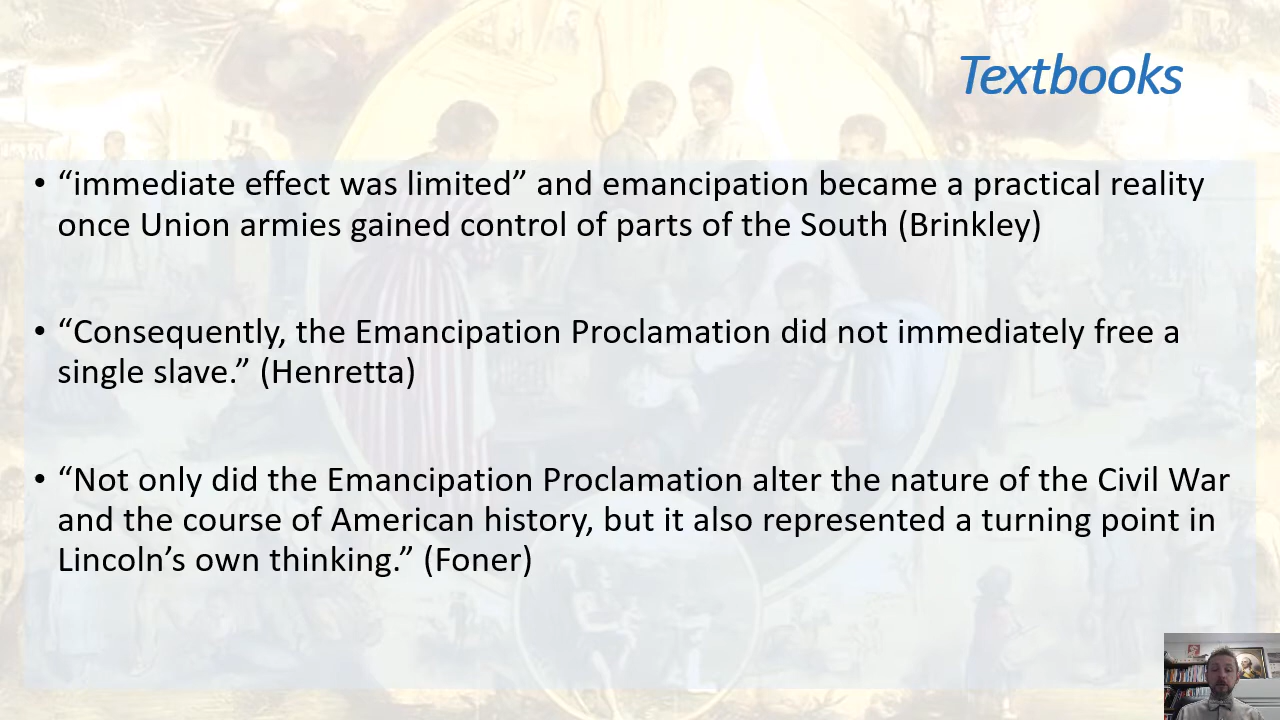 Textbooks
• “immediate effect was limited” and emancipation became a practical reality
once Union armies gained control of parts of the South (Brinkley)
• “Consequently, the Emancipation Proclamation did not immediately free a
single slave.” (Henretta)
• “Not only did the Emancipation Proclamation alter the nature of the Civil War
and the course of American history, but it also represented a turning point in
Lincoln’s own thinking.” (Foner)